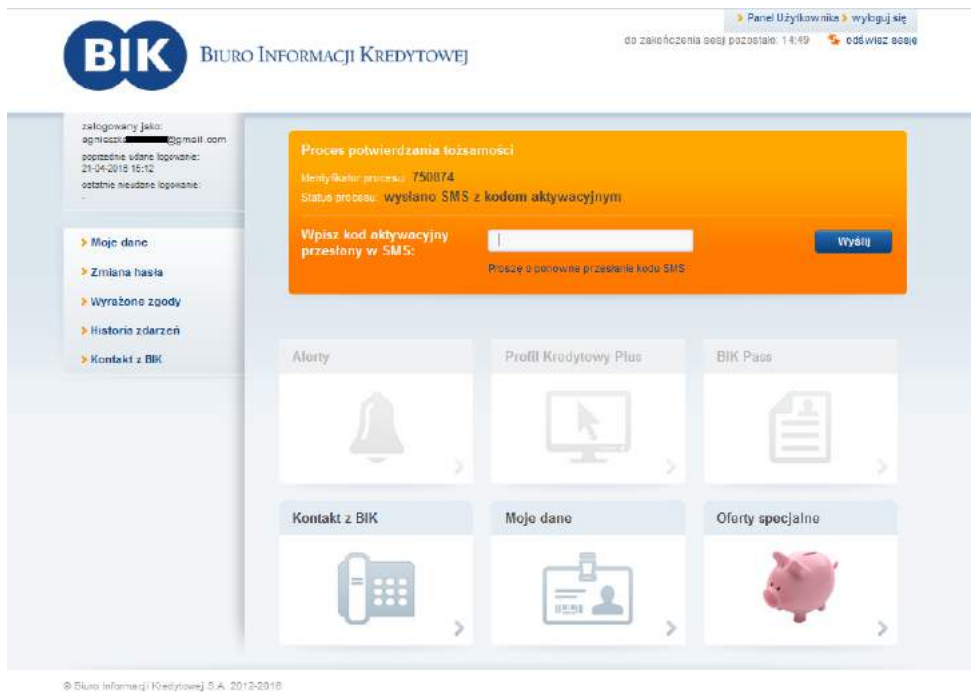 Panel Użytkownika wyloguj się
BIK BIURO INFORMACJI KREDYTOWEJ
do zakończenia sesji pozostało: 14:49 odśwież sesję
zalogowany jako:
agnieszk @gmail.com
poprzednie udane logowanie:
21-04-2016 16:12
ostatnie nieudane logowanie:
-
Moje dane
Zmiana hasła
Wyrażone zgody
Historia zdarzeń
Kontakt z BIK
Proces potwierdzania tożsamości
Identyfikator procesu: 750874
Status procesu: wysłano SMS z kodem aktywacyjnym
Wpisz kod aktywacyjny
przesłany w SMS:
Wyślij
Proszę o ponowne przesłanie kodu SMS
Alerty
Profil Kredytowy Plus
BIK Pass
Kontakt z BIK
Moje dane
Oferty specjalne
© Biuro Informacji Kredytowej S.A. 2012-2016